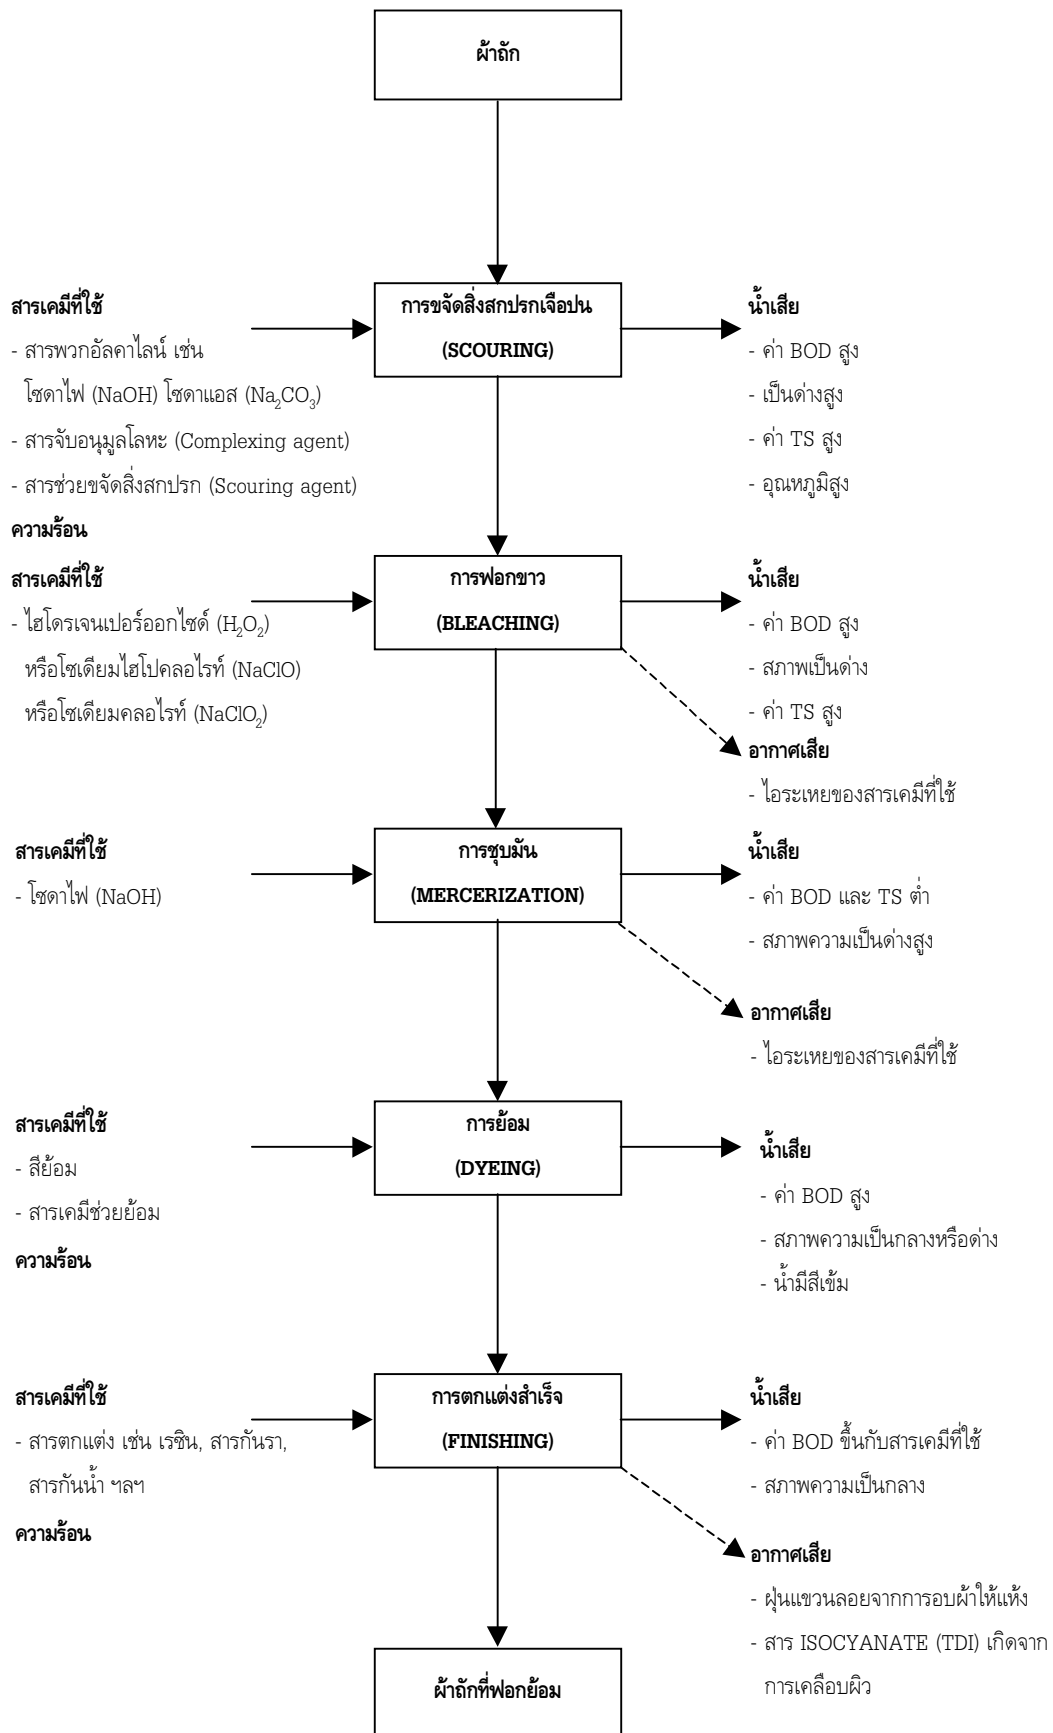 ผ้าถัก
สารเคมีที่ใช้
- สารพวกอัลคาไลน์ เช่น
โซดาไฟ (NaOH) โซดาแอส (Na₂CO₃)
- สารจับอนุมูลโลหะ (Complexing agent)
- สารช่วยขจัดสิ่งสกปรก (Scouring agent)
ความร้อน
การขจัดสิ่งสกปรกเจือปน
(SCOURING)
น้ำเสีย
- ค่า BOD สูง
- เป็นด่างสูง
- ค่า TS สูง
- อุณหภูมิสูง
สารเคมีที่ใช้
- ไฮโดรเจนเปอร์ออกไซด์ (H₂O₂)
หรือโซเดียมไฮโปคลอไรท์ (NaClO)
หรือโซเดียมคลอไรท์ (NaClO₂)
การฟอกขาว
(BLEACHING)
น้ำเสีย
- ค่า BOD สูง
- สภาพเป็นด่าง
- ค่า TS สูง
อากาศเสีย
- ไอระเหยของสารเคมีที่ใช้
สารเคมีที่ใช้
- โซดาไฟ (NaOH)
การชุบมัน
(MERCERIZATION)
น้ำเสีย
- ค่า BOD และ TS ต่ำ
- สภาพความเป็นด่างสูง
อากาศเสีย
- ไอระเหยของสารเคมีที่ใช้
สารเคมีที่ใช้
- สีย้อม
- สารเคมีช่วยย้อม
ความร้อน
การย้อม
(DYEING)
น้ำเสีย
- ค่า BOD สูง
- สภาพความเป็นกลางหรือด่าง
- น้ำมีสีเข้ม
สารเคมีที่ใช้
- สารตกแต่ง เช่น เรซิน, สารกันรา,
สารกันน้ำ ฯลฯ
ความร้อน
การตกแต่งสำเร็จ
(FINISHING)
น้ำเสีย
- ค่า BOD ขึ้นกับสารเคมีที่ใช้
- สภาพความเป็นกลาง
อากาศเสีย
- ฝุ่นแขวนลอยจากการอบผ้าให้แห้ง
- สาร ISOCYANATE (TDI) เกิดจาก
การเคลือบผิว
ผ้าถักที่ฟอกย้อม